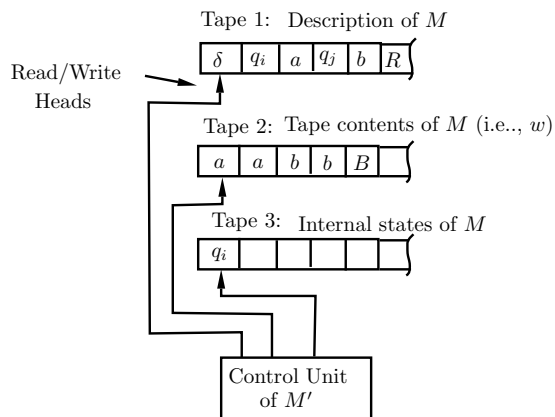 Tape 1: Description of M
δ q_i a q_j b R
Read/Write
Heads
Tape 2: Tape contents of M (i.e.., w)
a a b b B
Tape 3: Internal states of M
q_i
Control Unit
of M′